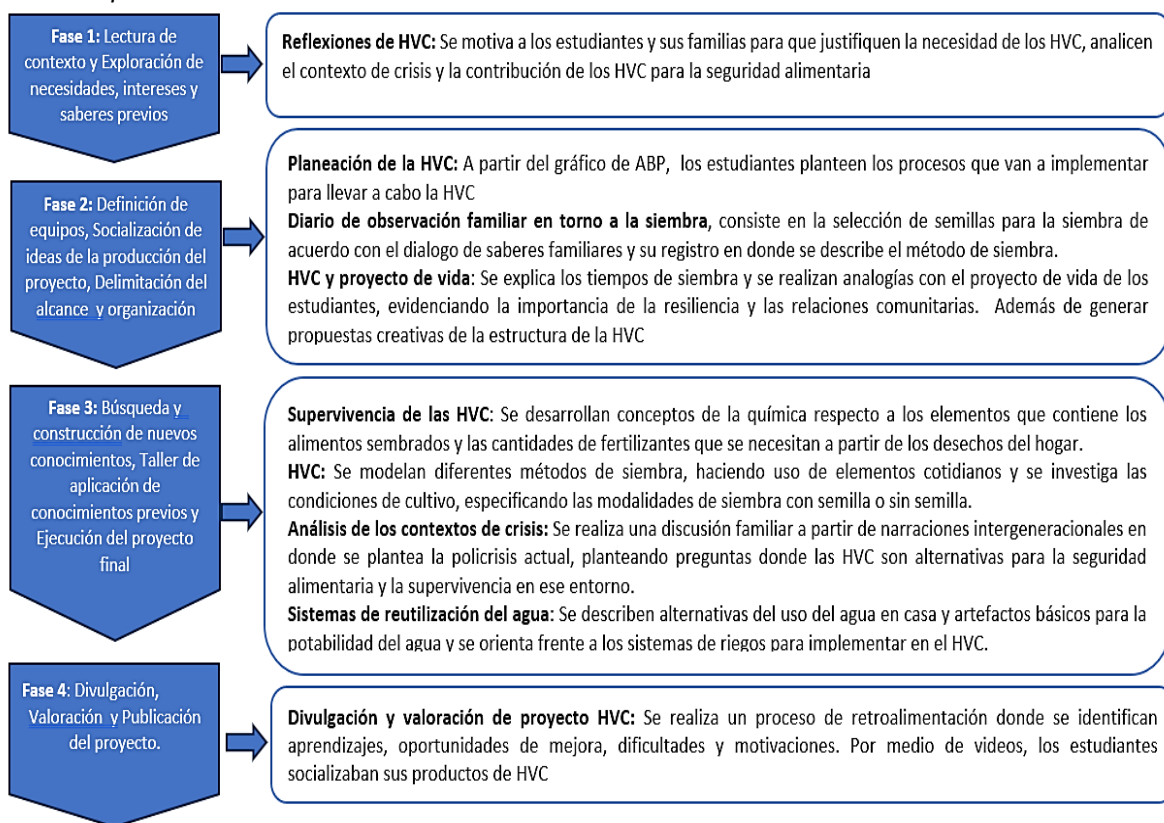 Fase 1: Lectura de
contexto y Exploración de
necesidades, intereses y
saberes previos
Reflexiones de HVC: Se motiva a los estudiantes y sus familias para que justifiquen la necesidad de los HVC, analicen
el contexto de crisis y la contribución de los HVC para la seguridad alimentaria
Fase 2: Definición de
equipos, Socialización de
ideas de la producción del
proyecto, Delimitación del
alcance y organización
Planeación de la HVC: A partir del gráfico de ABP, los estudiantes planteen los procesos que van a implementar
para llevar a cabo la HVC
Diario de observación familiar en torno a la siembra, consiste en la selección de semillas para la siembra de
acuerdo con el dialogo de saberes familiares y su registro en donde se describe el método de siembra.
HVC y proyecto de vida: Se explica los tiempos de siembra y se realizan analogías con el proyecto de vida de los
estudiantes, evidenciando la importancia de la resiliencia y las relaciones comunitarias. Además de generar
propuestas creativas de la estructura de la HVC
Fase 3: Búsqueda y
construcción de nuevos
conocimientos, Taller de
aplicación de
conocimientos previos y
Ejecución del proyecto
final
Supervivencia de las HVC: Se desarrollan conceptos de la química respecto a los elementos que contiene los
alimentos sembrados y las cantidades de fertilizantes que se necesitan a partir de los desechos del hogar.
HVC: Se modelan diferentes métodos de siembra, haciendo uso de elementos cotidianos y se investiga las
condiciones de cultivo, especificando las modalidades de siembra con semilla o sin semilla.
Análisis de los contextos de crisis: Se realiza una discusión familiar a partir de narraciones intergeneracionales en
donde se plantea la policrisis actual, planteando preguntas donde las HVC son alternativas para la seguridad
alimentaria y la supervivencia en ese entorno.
Sistemas de reutilización del agua: Se describen alternativas del uso del agua en casa y artefactos básicos para la
potabilidad del agua y se orienta frente a los sistemas de riegos para implementar en el HVC.
Fase 4: Divulgación,
Valoración y Publicación
del proyecto.
Divulgación y valoración de proyecto HVC: Se realiza un proceso de retroalimentación donde se identifican
aprendizajes, oportunidades de mejora, dificultades y motivaciones. Por medio de videos, los estudiantes
socializaban sus productos de HVC